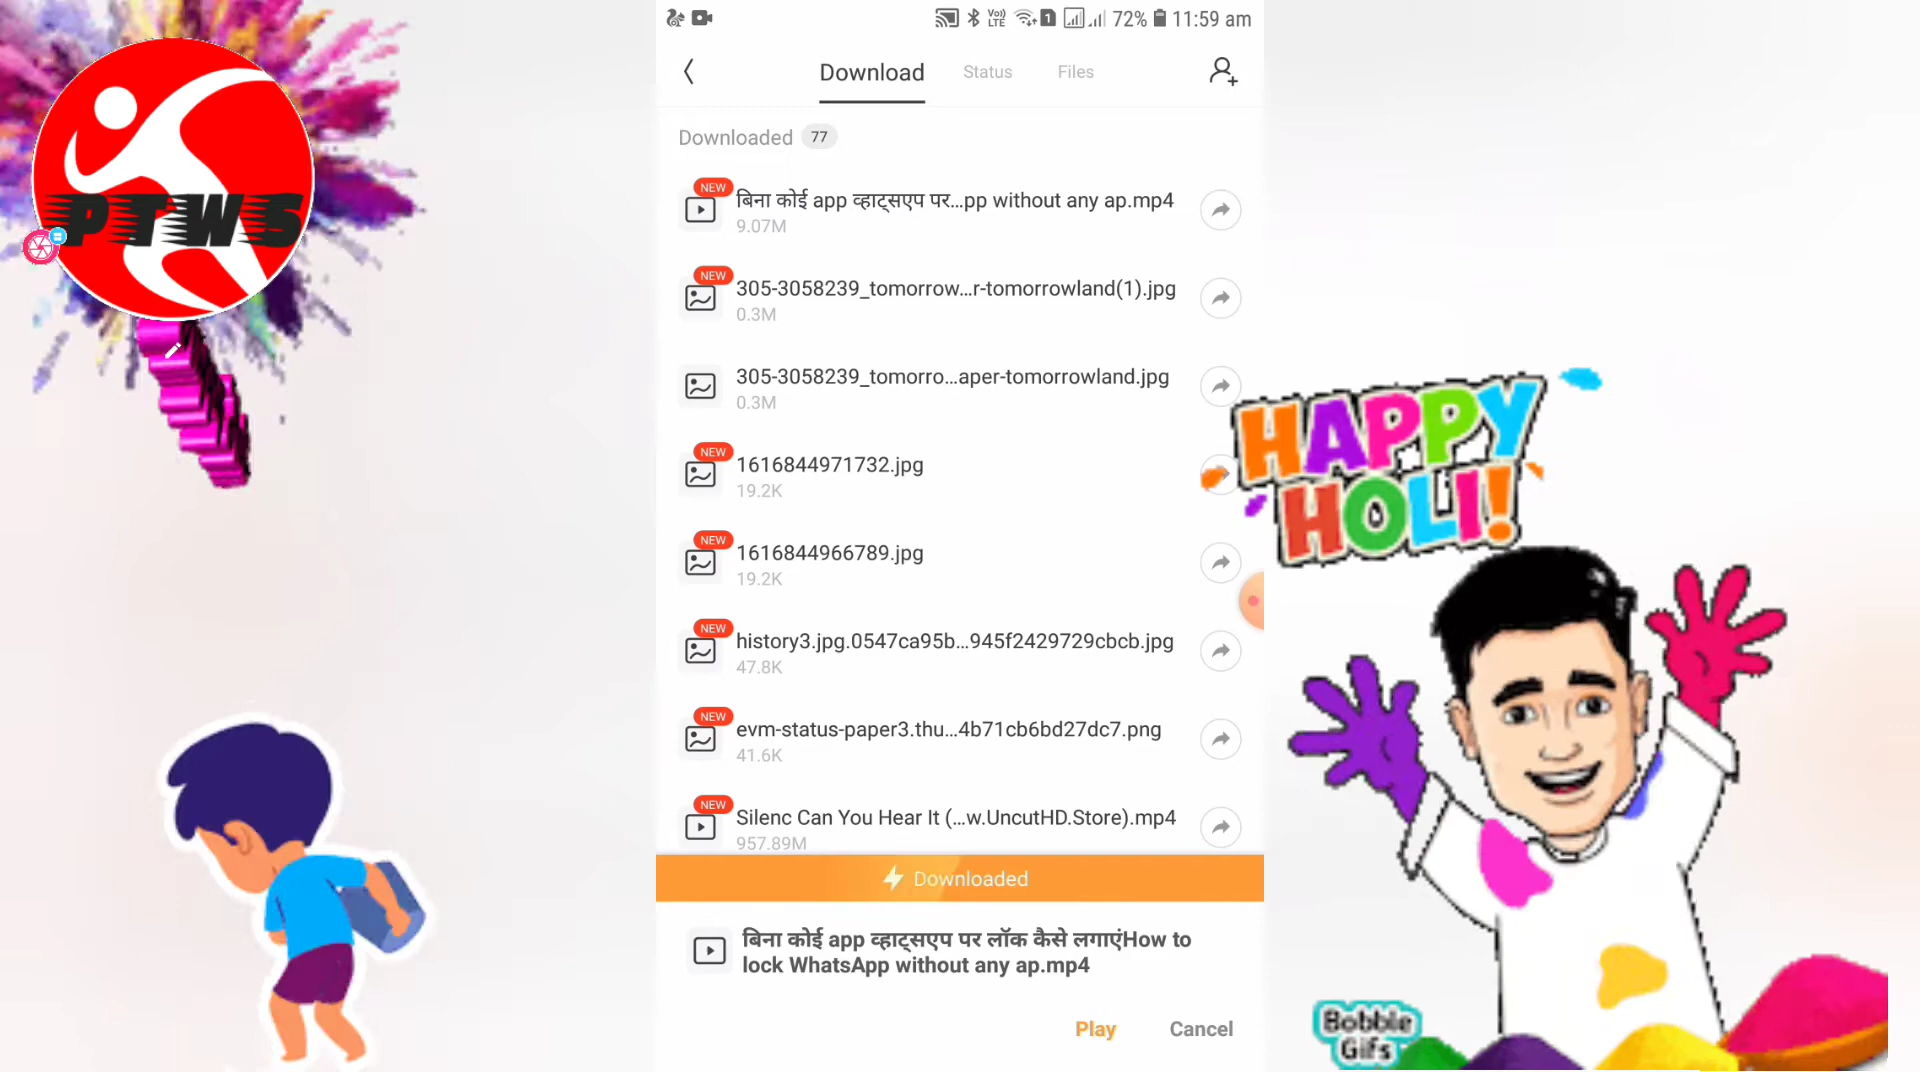 72% 11:59 am
Download Status Files
Downloaded 77
NEW
बिना कोई app व्हाट्सएप पर...pp without any ap.mp4
9.07M
NEW
305-3058239_tomorrow...r-tomorrowland(1).jpg
0.3M
305-3058239_tomorro...aper-tomorrowland.jpg
0.3M
NEW
1616844971732.jpg
19.2K
NEW
1616844966789.jpg
19.2K
NEW
history3.jpg.0547ca95b...945f2429729cbcb.jpg
47.8K
NEW
evm-status-paper3.thu...4b71cb6bd27dc7.png
41.6K
NEW
Silenc Can You Hear It (...w.UncutHD.Store).mp4
957.89M
Downloaded
बिना कोई app व्हाट्सएप पर लॉक कैसे लगाएंHow to
lock WhatsApp without any ap.mp4
Play Cancel
PTWS
HAPPY
HOLI!
Bobble
Gifs